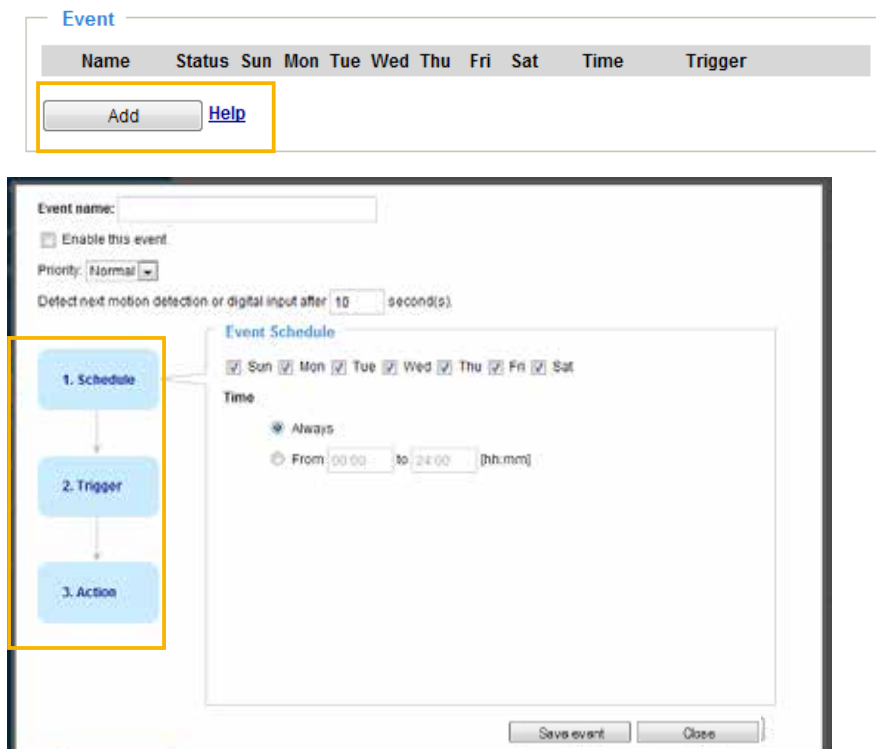 Event
Name Status Sun Mon Tue Wed Thu Fri Sat Time Trigger
Add Help
Event name:
Enable this event
Priority: Normal
Detect next motion detection or digital input after 10 second(s).
Event Schedule
Sun Mon Tue Wed Thu Fri Sat
Time
Always
From 00:00 to 24:00 [hh:mm]
1. Schedule
2. Trigger
3. Action
Save event Close